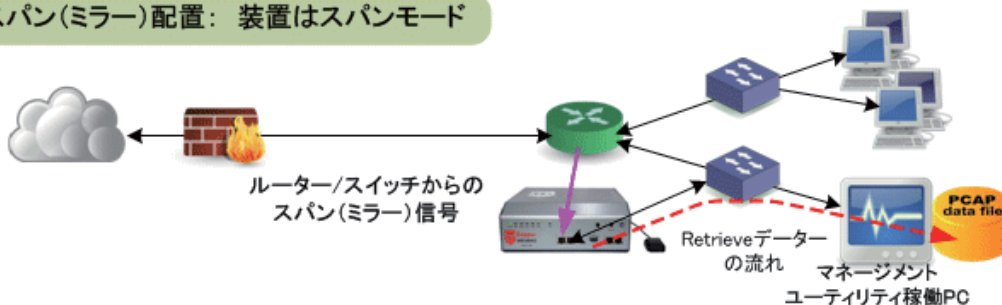 スパン(ミラー)配置: 装置はスパンモード
ルーター/スイッチからの
スパン(ミラー)信号
Retrieveデーター
の流れ
PCAP
data file
マネージメント
ユーティリティ稼働PC